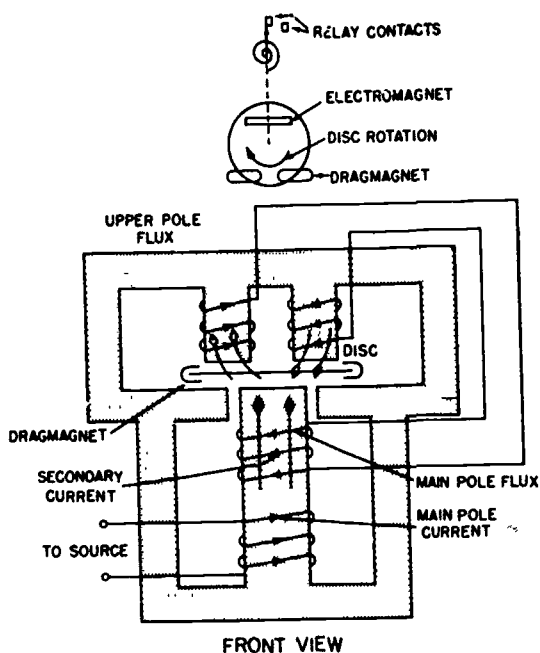 RELAY CONTACTS
ELECTROMAGNET
DISC ROTATION
DRAGMAGNET
UPPER POLE
FLUX
DISC
DRAGMAGNET
SECONDARY
CURRENT
MAIN POLE FLUX
MAIN POLE
CURRENT
TO SOURCE
FRONT VIEW